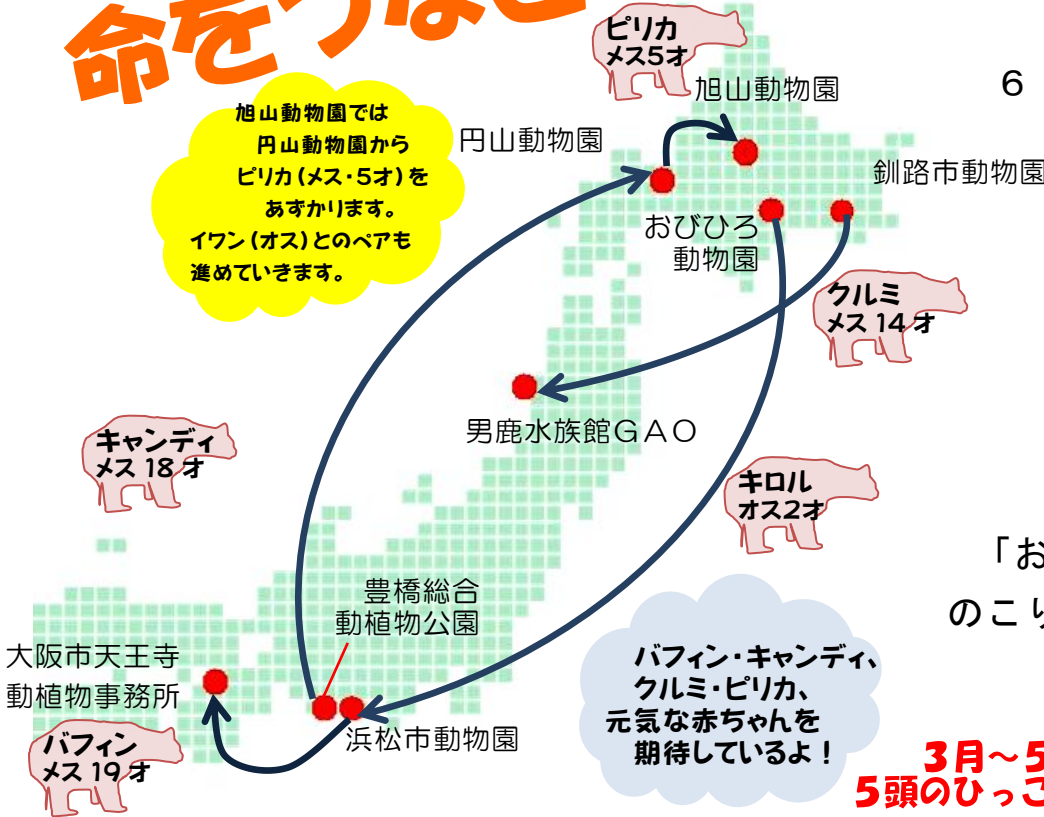 命をつな
ピリカ
メス5才
旭山動物園
6
旭山動物園では
円山動物園から
ピリカ(メス・5才)を
あずかります。
イワン(オス)とのペアも
進めていきます。
円山動物園
釧路市動物園
おびひろ
動物園
クルミ
メス14才
男鹿水族館GAO
キャンディ
メス18才
キロル
オス2才
「お
のこり
豊橋総合
動植物公園
大阪市天王寺
動植物事務所
バフィン
メス19才
浜松市動物園
バフィン・キャンディ、
クルミ・ピリカ、
元気な赤ちゃんを
期待しているよ!
3月~5
5頭のひっこ